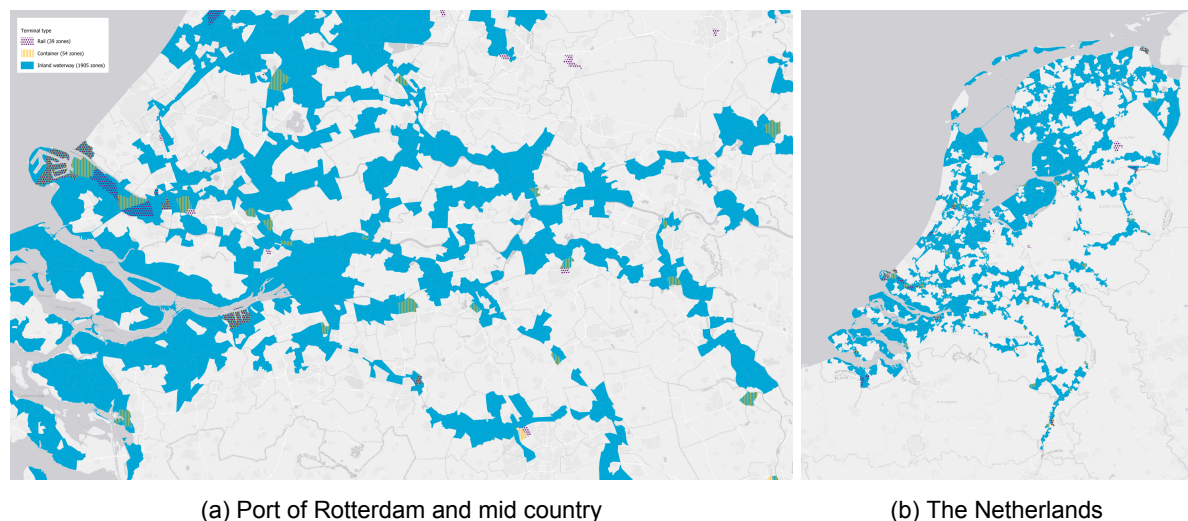 Terminal type
Rail (39 zones)
Container (54 zones)
Inland waterway (1905 zones)
(a) Port of Rotterdam and mid country
(b) The Netherlands